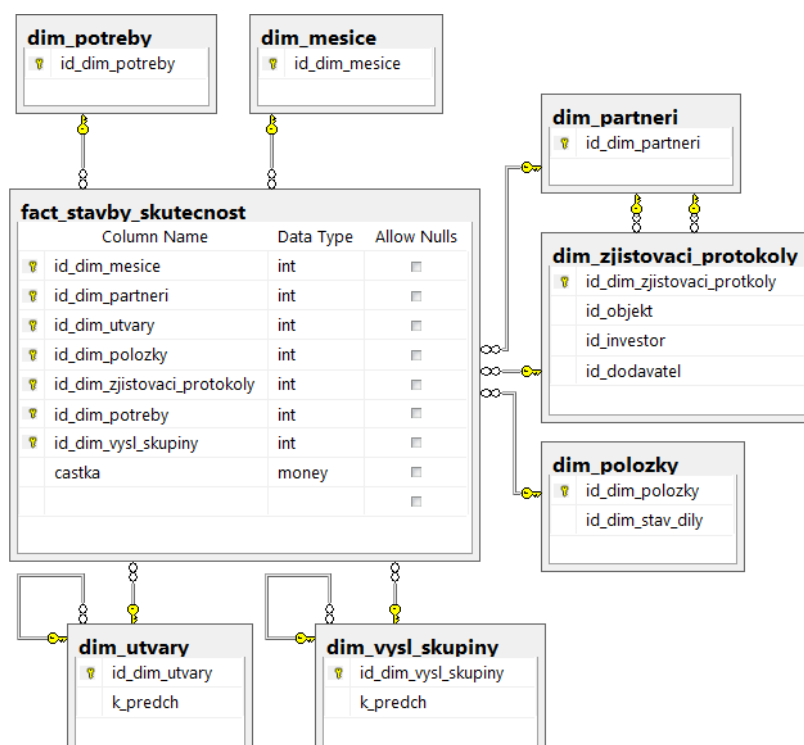 dim_potreby
id_dim_potreby
dim_mesice
id_dim_mesice
dim_partneri
id_dim_partneri
fact_stavby_skutecnost
Column Name Data Type Allow Nulls
id_dim_mesice int
id_dim_partneri int
id_dim_utvary int
id_dim_polozky int
id_dim_zjistovaci_protokoly int
id_dim_potreby int
id_dim_vysl_skupiny int
castka money
dim_zjistovaci_protokoly
id_dim_zjistovaci_protkoly
id_objekt
id_investor
id_dodavatel
dim_polozky
id_dim_polozky
id_dim_stav_dily
dim_utvary
id_dim_utvary
k_predch
dim_vysl_skupiny
id_dim_vysl_skupiny
k_predch